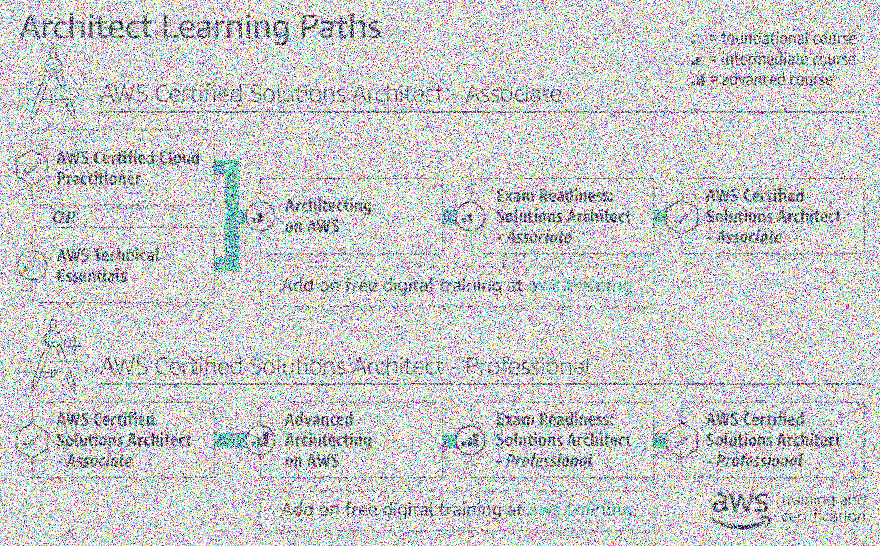 Architect Learning Paths
= foundational course
= intermediate course
= advanced course
AWS Certified Solutions Architect - Associate
AWS Certified Cloud
Practitioner
OR
AWS Technical
Essentials
Architecting
on AWS
Exam Readiness:
Solutions Architect
- Associate
AWS Certified
Solutions Architect
- Associate
Add on free digital training at
AWS Certified Solutions Architect - Professional
AWS Certified
Solutions Architect
- Associate
Advanced
Architecting
on AWS
Exam Readiness:
Solutions Architect
- Professional
AWS Certified
Solutions Architect
- Professional
Add on free digital training at
aws training and
certification